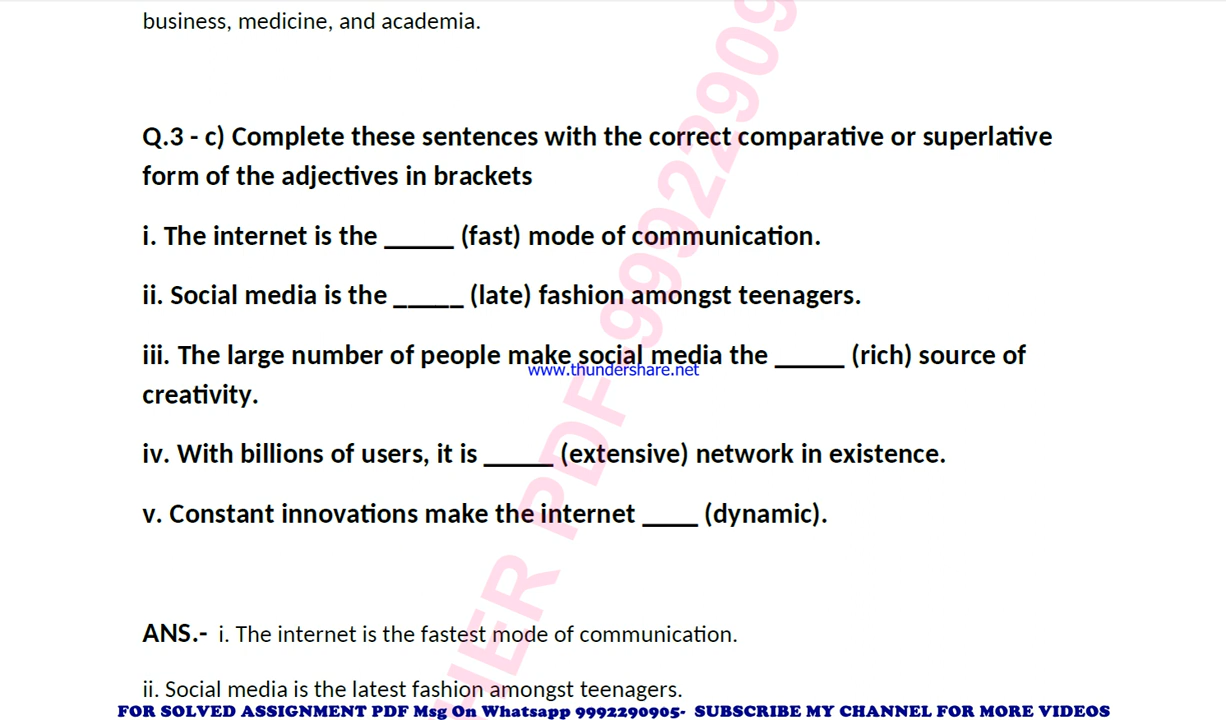 business, medicine, and academia.
Q.3 - c) Complete these sentences with the correct comparative or superlative
form of the adjectives in brackets
i. The internet is the _____ (fast) mode of communication.
ii. Social media is the _____ (late) fashion amongst teenagers.
iii. The large number of people make social media the _____ (rich) source of
www.thundershare.net
creativity.
iv. With billions of users, it is _____ (extensive) network in existence.
v. Constant innovations make the internet ____ (dynamic).
ANS.- i. The internet is the fastest mode of communication.
ii. Social media is the latest fashion amongst teenagers.
FOR SOLVED ASSIGNMENT PDF Msg On Whatsapp 9992290905- SUBSCRIBE MY CHANNEL FOR MORE VIDEOS
HER PDF-99922909